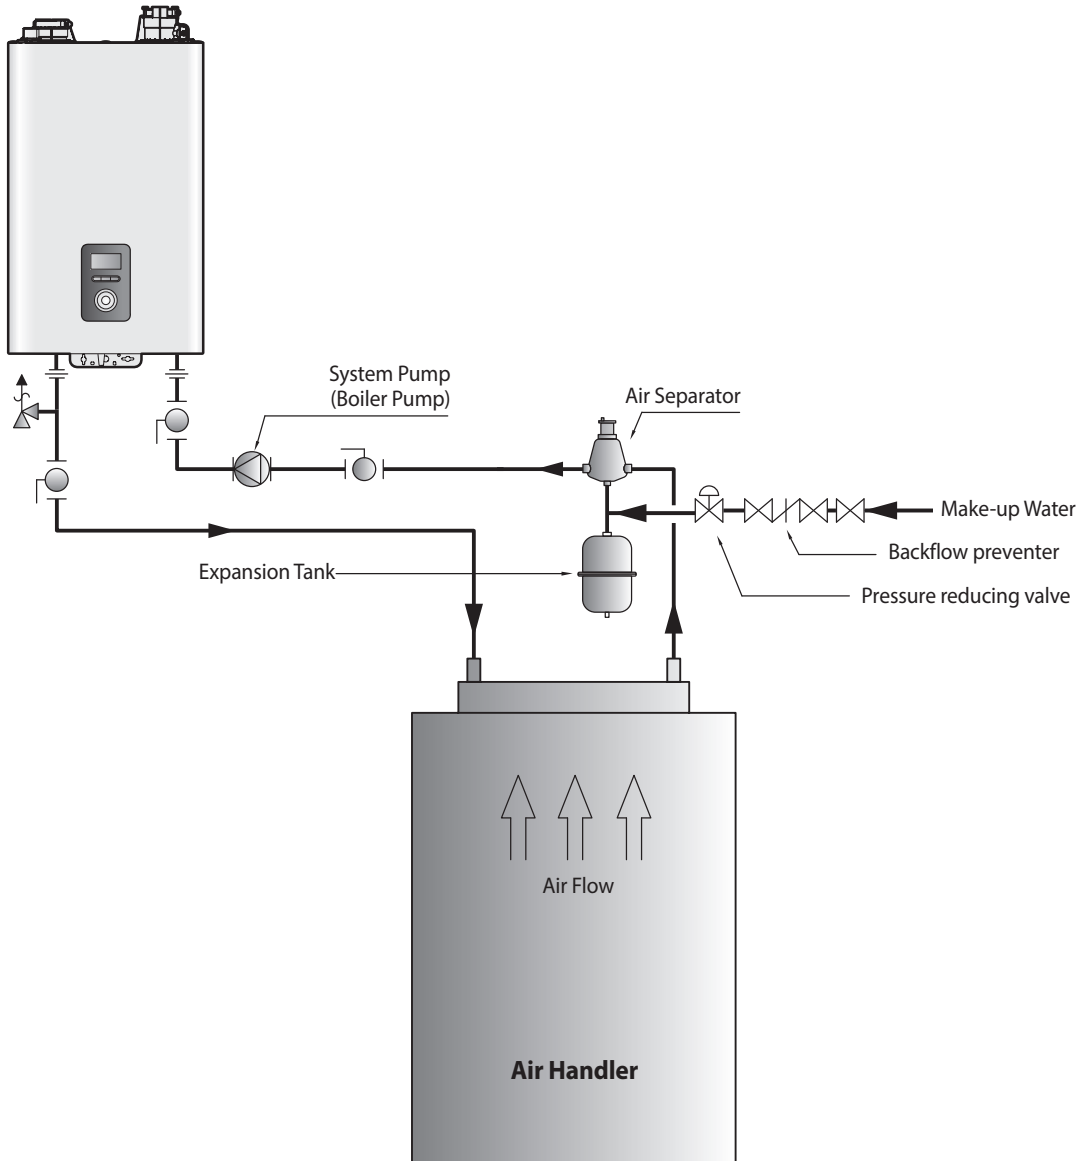 System Pump
(Boiler Pump)
Air Separator
Make-up Water
Backflow preventer
Expansion Tank
Pressure reducing valve
Air Flow
Air Handler